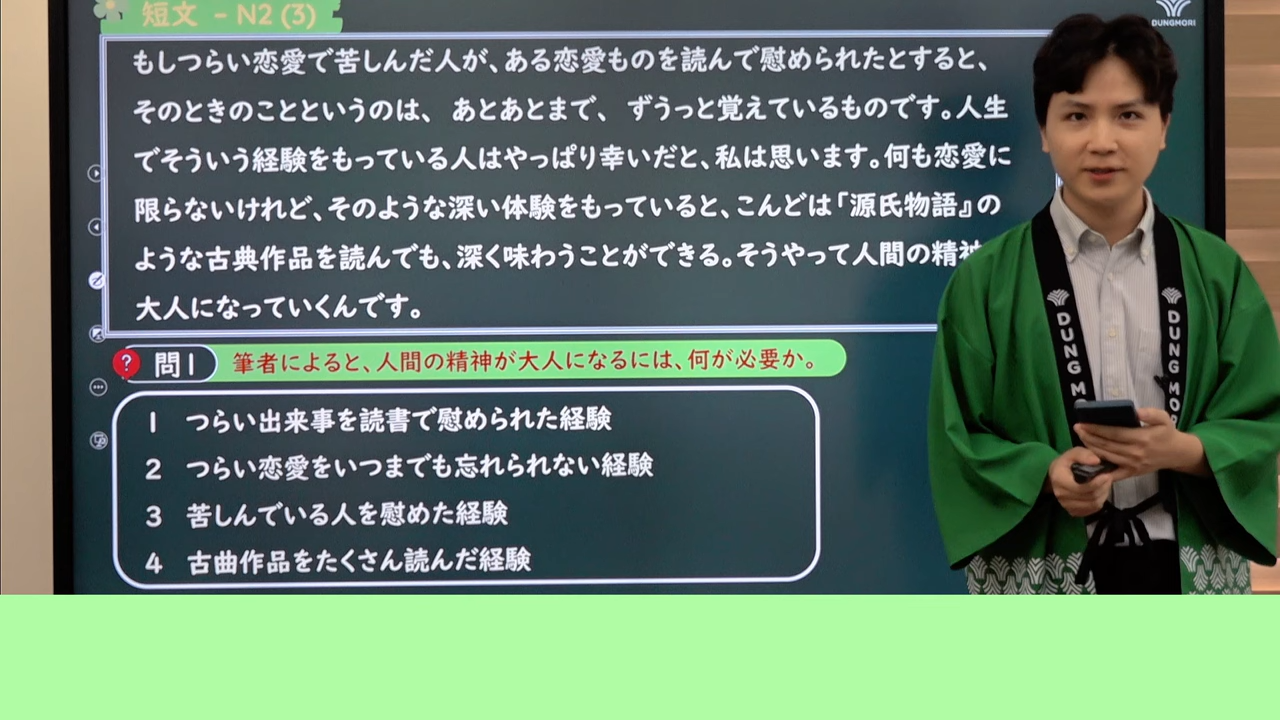 短文 - N2 (3)
DUNGMORI
もしつらい恋愛で苦しんだ人が、ある恋愛ものを読んで慰められたとすると、
そのときのことというのは、 あとあとまで、 ずうっと覚えているものです。人生
でそういう経験をもっている人はやっぱり幸いだと、私は思います。何も恋愛に
限らないけれど、そのような深い体験をもっていると、こんどは『源氏物語』の
ような古典作品を読んでも、深く味わうことができる。そうやって人間の精神
大人になっていくんです。
? 問1 筆者によると、人間の精神が大人になるには、何が必要か。
1 つらい出来事を読書で慰められた経験
2 つらい恋愛をいつまでも忘れられない経験
3 苦しんでいる人を慰めた経験
4 古曲作品をたくさん読んだ経験
DUNG MO
DUNG MOR